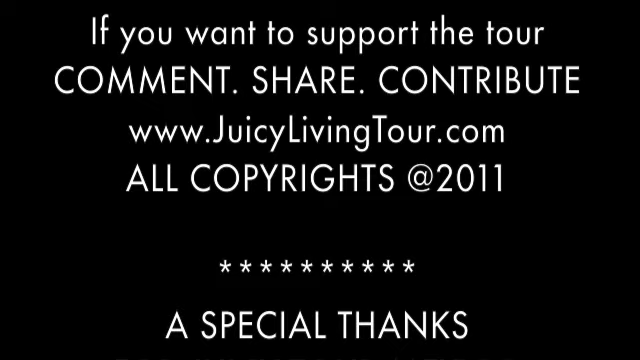 If you want to support the tour
COMMENT. SHARE. CONTRIBUTE
www.JuicyLivingTour.com
ALL COPYRIGHTS @2011
* * * * * * * * * *
A SPECIAL THANKS